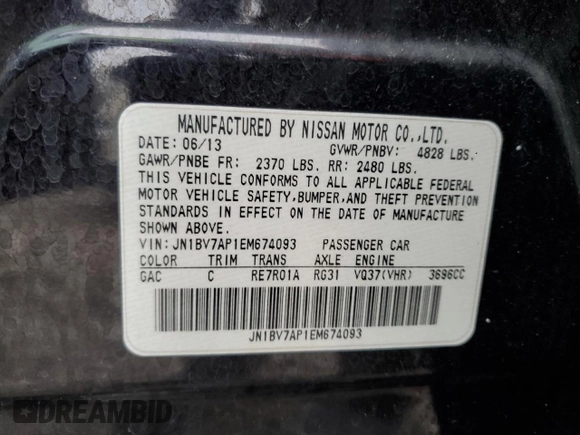 MANUFACTURED BY NISSAN MOTOR CO.,LTD.
DATE: 06/13 GVWR/PNBV: 4828 LBS.
GAWR/PNBE FR: 2370 LBS. RR: 2480 LBS.
THIS VEHICLE CONFORMS TO ALL APPLICABLE FEDERAL
MOTOR VEHICLE SAFETY,BUMPER,AND THEFT PREVENTION
STANDARDS IN EFFECT ON THE DATE OF MANUFACTURE
SHOWN ABOVE.
VIN: JN1BV7AP1EM674093 PASSENGER CAR
COLOR TRIM TRANS AXLE ENGINE
GAC C RE7R01A RG31 VQ37(VHR) 3696CC
JN1BV7AP1EM674093
DREAMBID